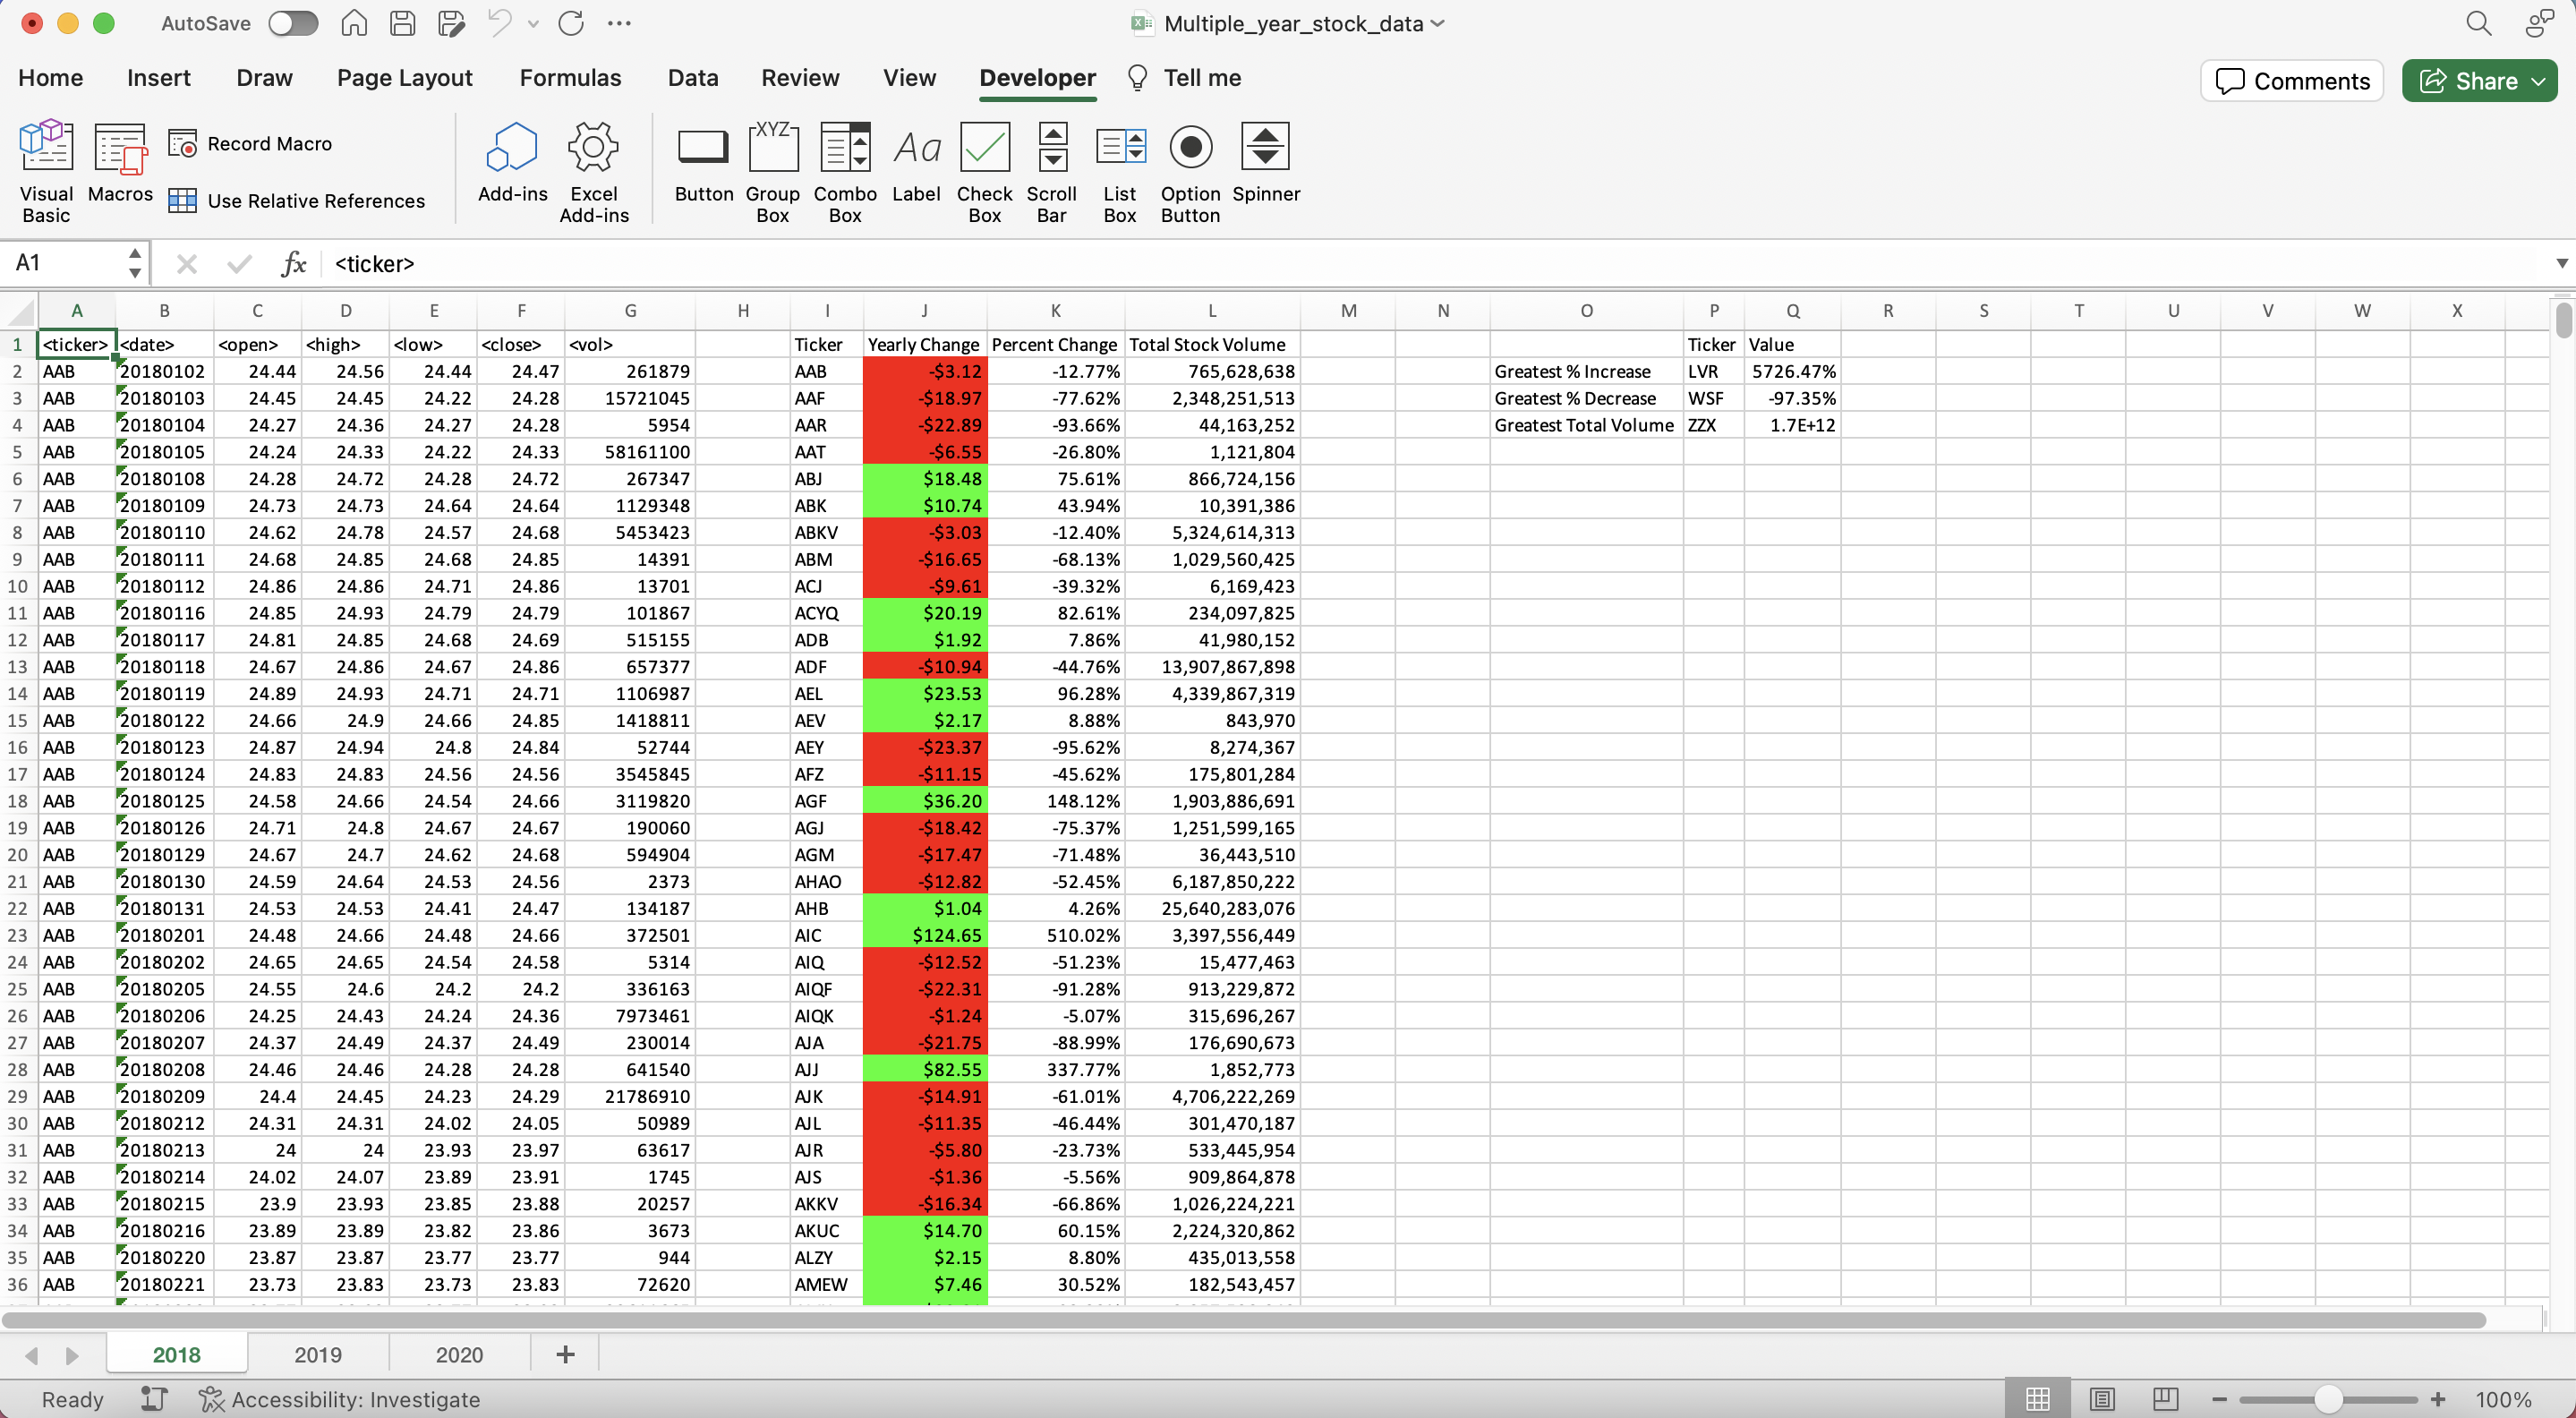 AutoSave
Multiple_year_stock_data
Home Insert Draw Page Layout Formulas Data Review View Developer Tell me Comments Share
Visual Basic Macros Record Macro Use Relative References Add-ins Excel Add-ins Button Group Box Combo Box Label Check Box Scroll Bar List Box Option Button Spinner
A1 fx <ticker>
A B C D E F G H I J K L M N O P Q R S T U V W X
1 <ticker> <date> <open> <high> <low> <close> <vol> Ticker Yearly Change Percent Change Total Stock Volume Ticker Value
2 AAB 20180102 24.44 24.56 24.44 24.47 261879 AAB -$3.12 -12.77% 765,628,638 Greatest % Increase LVR 5726.47%
3 AAB 20180103 24.45 24.45 24.22 24.28 15721045 AAF -$18.97 -77.62% 2,348,251,513 Greatest % Decrease WSF -97.35%
4 AAB 20180104 24.27 24.36 24.27 24.28 5954 AAR -$22.89 -93.66% 44,163,252 Greatest Total Volume ZZX 1.7E+12
5 AAB 20180105 24.24 24.33 24.22 24.33 58161100 AAT -$6.55 -26.80% 1,121,804
6 AAB 20180108 24.28 24.72 24.28 24.72 267347 ABJ $18.48 75.61% 866,724,156
7 AAB 20180109 24.73 24.73 24.64 24.64 1129348 ABK $10.74 43.94% 10,391,386
8 AAB 20180110 24.62 24.78 24.57 24.68 5453423 ABKV -$3.03 -12.40% 5,324,614,313
9 AAB 20180111 24.68 24.85 24.68 24.85 14391 ABM -$16.65 -68.13% 1,029,560,425
10 AAB 20180112 24.86 24.86 24.71 24.86 13701 ACJ -$9.61 -39.32% 6,169,423
11 AAB 20180116 24.85 24.93 24.79 24.79 101867 ACYQ $20.19 82.61% 234,097,825
12 AAB 20180117 24.81 24.85 24.68 24.69 515155 ADB $1.92 7.86% 41,980,152
13 AAB 20180118 24.67 24.86 24.67 24.86 657377 ADF -$10.94 -44.76% 13,907,867,898
14 AAB 20180119 24.89 24.93 24.71 24.71 1106987 AEL $23.53 96.28% 4,339,867,319
15 AAB 20180122 24.66 24.9 24.66 24.85 1418811 AEV $2.17 8.88% 843,970
16 AAB 20180123 24.87 24.94 24.8 24.84 52744 AEY -$23.37 -95.62% 8,274,367
17 AAB 20180124 24.83 24.83 24.56 24.56 3545845 AFZ -$11.15 -45.62% 175,801,284
18 AAB 20180125 24.58 24.66 24.54 24.66 3119820 AGF $36.20 148.12% 1,903,886,691
19 AAB 20180126 24.71 24.8 24.67 24.67 190060 AGJ -$18.42 -75.37% 1,251,599,165
20 AAB 20180129 24.67 24.7 24.62 24.68 594904 AGM -$17.47 -71.48% 36,443,510
21 AAB 20180130 24.59 24.64 24.53 24.56 2373 AHAO -$12.82 -52.45% 6,187,850,222
22 AAB 20180131 24.53 24.53 24.41 24.47 134187 AHB $1.04 4.26% 25,640,283,076
23 AAB 20180201 24.48 24.66 24.48 24.66 372501 AIC $124.65 510.02% 3,397,556,449
24 AAB 20180202 24.65 24.65 24.54 24.58 5314 AIQ -$12.52 -51.23% 15,477,463
25 AAB 20180205 24.55 24.6 24.2 24.2 336163 AIQF -$22.31 -91.28% 913,229,872
26 AAB 20180206 24.25 24.43 24.24 24.36 7973461 AIQK -$1.24 -5.07% 315,696,267
27 AAB 20180207 24.37 24.49 24.37 24.49 230014 AJA -$21.75 -88.99% 176,690,673
28 AAB 20180208 24.46 24.46 24.28 24.28 641540 AJJ $82.55 337.77% 1,852,773
29 AAB 20180209 24.4 24.45 24.23 24.29 21786910 AJK -$14.91 -61.01% 4,706,222,269
30 AAB 20180212 24.31 24.31 24.02 24.05 50989 AJL -$11.35 -46.44% 301,470,187
31 AAB 20180213 24 24 23.93 23.97 63617 AJR -$5.80 -23.73% 533,445,954
32 AAB 20180214 24.02 24.07 23.89 23.91 1745 AJS -$1.36 -5.56% 909,864,878
33 AAB 20180215 23.9 23.93 23.85 23.88 20257 AKKV -$16.34 -66.86% 1,026,224,221
34 AAB 20180216 23.89 23.89 23.82 23.86 3673 AKUC $14.70 60.15% 2,224,320,862
35 AAB 20180220 23.87 23.87 23.77 23.77 944 ALZY $2.15 8.80% 435,013,558
36 AAB 20180221 23.73 23.83 23.73 23.83 72620 AMEW $7.46 30.52% 182,543,457
2018 2019 2020
Ready Accessibility: Investigate 100%